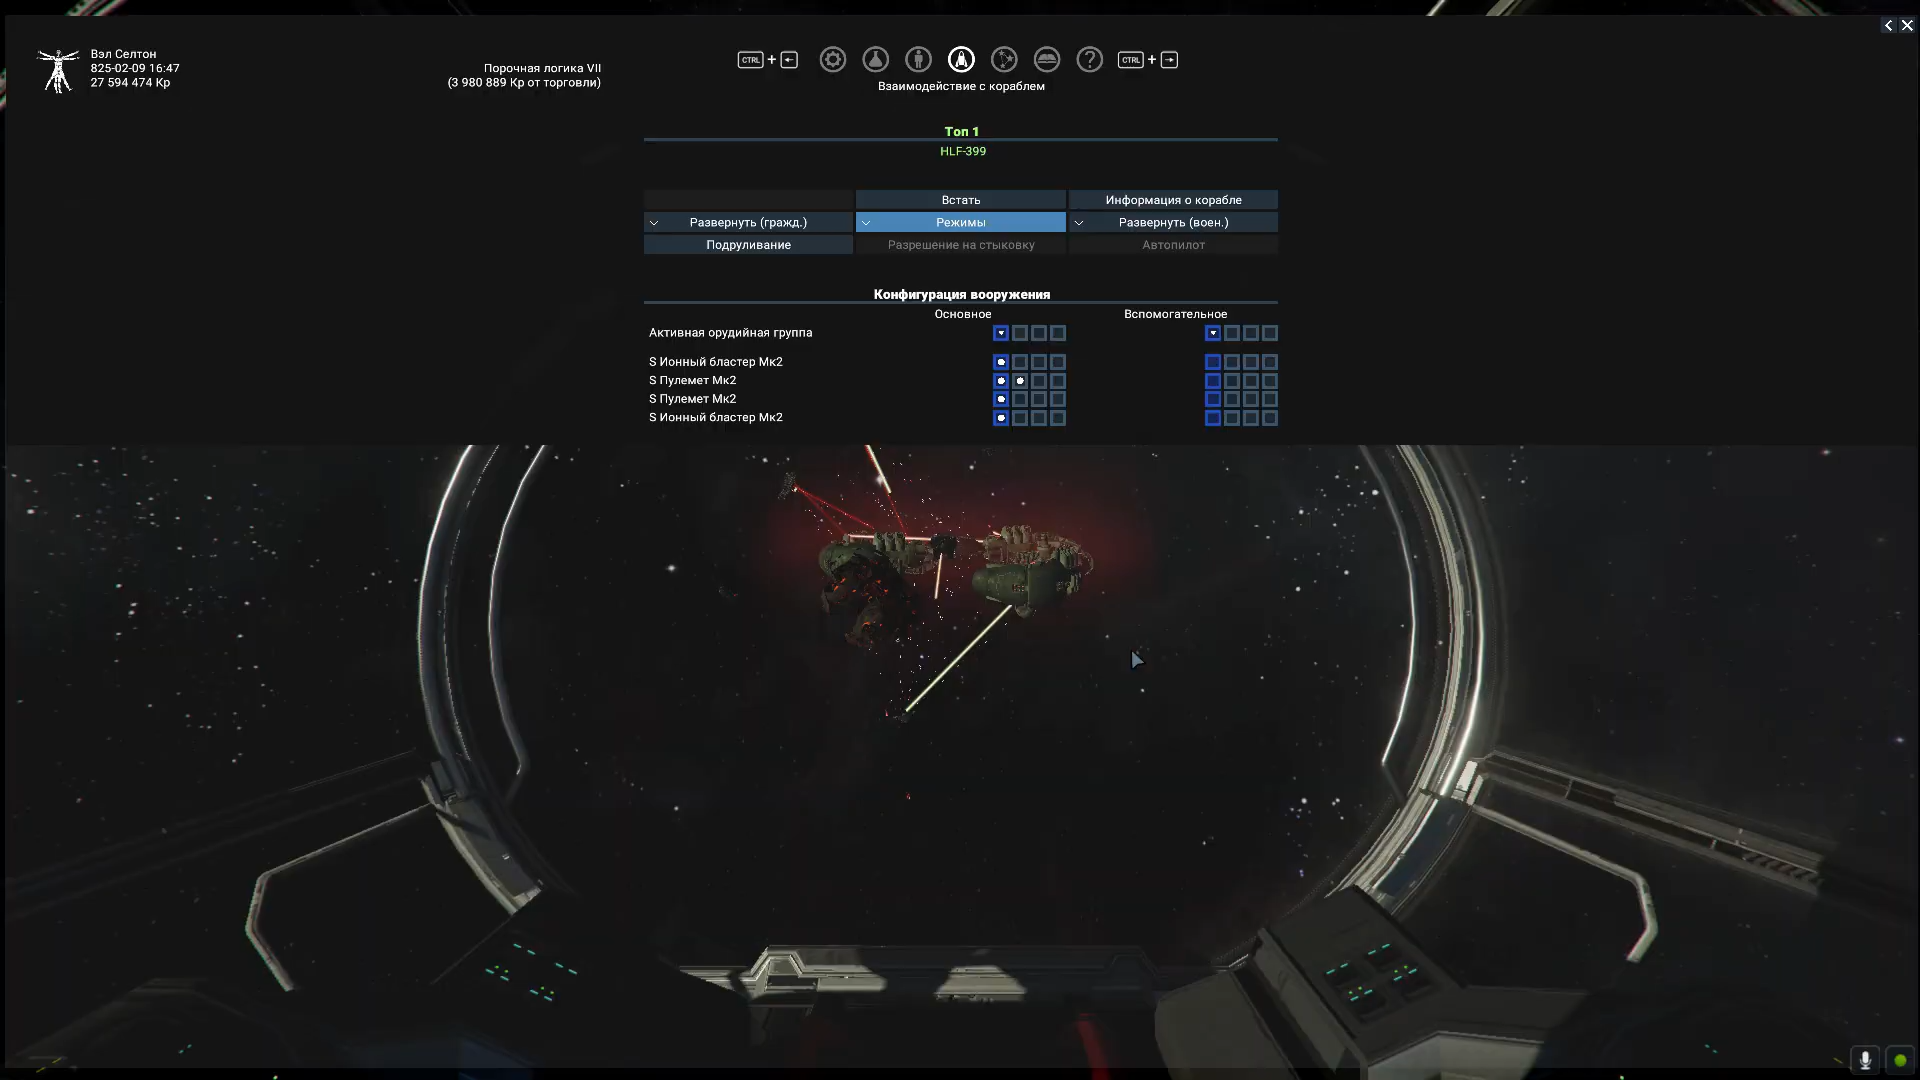 Вэл Селтон
825-02-09 16:47
27 594 474 Кр
Порочная логика VII
(3 980 889 Кр от торговли)
CTRL + ←
CTRL + →
Взаимодействие с кораблем
Топ 1
HLF-399
Встать
Информация о корабле
Развернуть (гражд.)
Режимы
Развернуть (воен.)
Подруливание
Разрешение на стыковку
Автопилот
Конфигурация вооружения
Основное
Вспомогательное
Активная орудийная группа
S Ионный бластер Мк2
S Пулемет Мк2
S Пулемет Мк2
S Ионный бластер Мк2